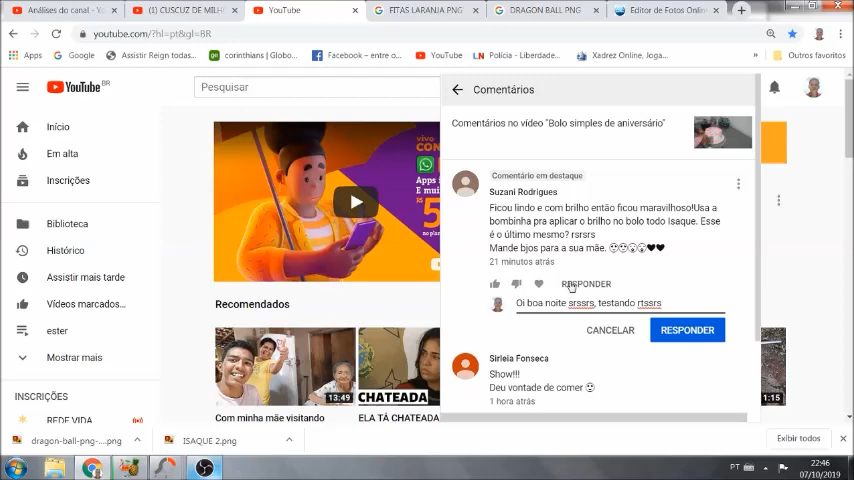 Análises do canal - YouTube
(1) CUSCUZ DE MILH
YouTube
FITAS LARANJA PNG
DRAGON BALL PNG
Editor de Fotos Online
youtube.com/?hl=pt&gl=BR
Apps
Google
Assistir Reign todo...
corinthians | Globo...
Facebook – entre o...
YouTube
Polícia - Liberdade...
Xadrez Online, Joga...
Outros favoritos
YouTube BR
Pesquisar
Início
Em alta
Inscrições
Biblioteca
Histórico
Assistir mais tarde
Vídeos marcados...
ester
Mostrar mais
INSCRIÇÕES
REDE VIDA
vivo
CON
Apps i
E mui
Recomendados
13:49
Com minha mãe visitando
CHATEADA
ELA TÁ CHATEADA
1:15
Comentários
Comentários no vídeo "Bolo simples de aniversário"
Comentário em destaque
Suzani Rodrigues
Ficou lindo e com brilho então ficou maravilhoso!Usa a
bombinha pra aplicar o brilho no bolo todo Isaque. Esse
é o último mesmo? rsrsrs
Mande bjos para a sua mãe. 🙂🙂😘😘❤❤
21 minutos atrás
RESPONDER
Oi boa noite srssrs, testando rtssrs
CANCELAR
RESPONDER
Sirleia Fonseca
Show!!!
Deu vontade de comer 🙂
1 hora atrás
dragon-ball-png-....png
ISAQUE 2.png
Exibir todos
PT
22:46
07/10/2019